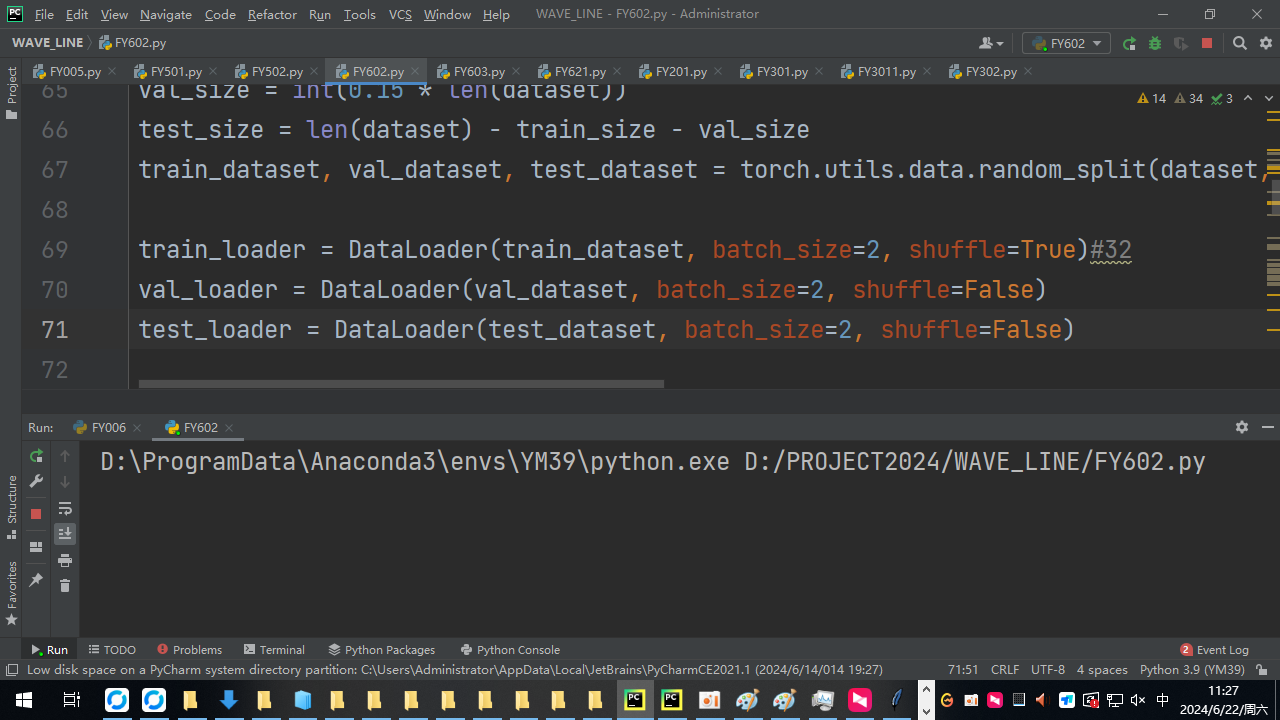 File Edit View Navigate Code Refactor Run Tools VCS Window Help WAVE_LINE - FY602.py - Administrator
WAVE_LINE FY602.py FY602
FY005.py FY501.py FY502.py FY602.py FY603.py FY621.py FY201.py FY301.py FY3011.py FY302.py
Project
14 34 3
65 val_size = int(0.15 * len(dataset))
66 test_size = len(dataset) - train_size - val_size
67 train_dataset, val_dataset, test_dataset = torch.utils.data.random_split(dataset,
68
69 train_loader = DataLoader(train_dataset, batch_size=2, shuffle=True)#32
70 val_loader = DataLoader(val_dataset, batch_size=2, shuffle=False)
71 test_loader = DataLoader(test_dataset, batch_size=2, shuffle=False)
72
Run: FY006 FY602
D:\ProgramData\Anaconda3\envs\YM39\python.exe D:/PROJECT2024/WAVE_LINE/FY602.py
Structure
Favorites
Run TODO Problems Terminal Python Packages Python Console 2 Event Log
Low disk space on a PyCharm system directory partition: C:\Users\Administrator\AppData\Local\JetBrains\PyCharmCE2021.1 (2024/6/14/014 19:27) 71:51 CRLF UTF-8 4 spaces Python 3.9 (YM39)
中
11:27
2024/6/22/周六